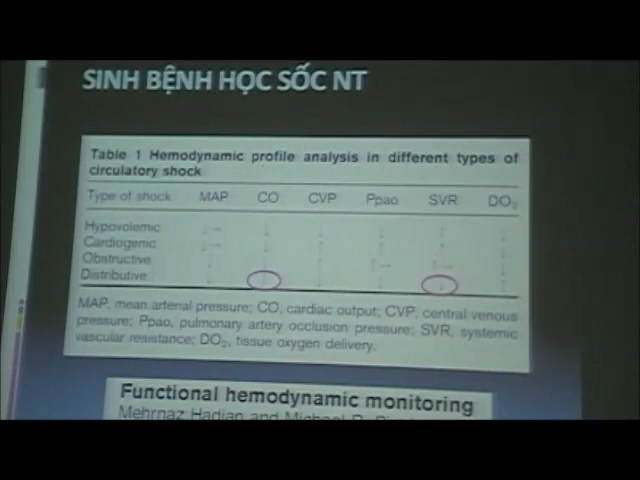 SINH BỆNH HỌC SỐC NT
Table 1 Hemodynamic profile analysis in different types of
circulatory shock
Type of shock MAP CO CVP Ppao SVR DO2
Hypovolemic
Cardiogenic
Obstructive
Distributive
MAP, mean arterial pressure; CO, cardiac output; CVP, central venous
pressure; Ppao, pulmonary artery occlusion pressure; SVR, systemic
vascular resistance; DO2, tissue oxygen delivery.
Functional hemodynamic monitoring
Mehrnaz Hadian and Michael